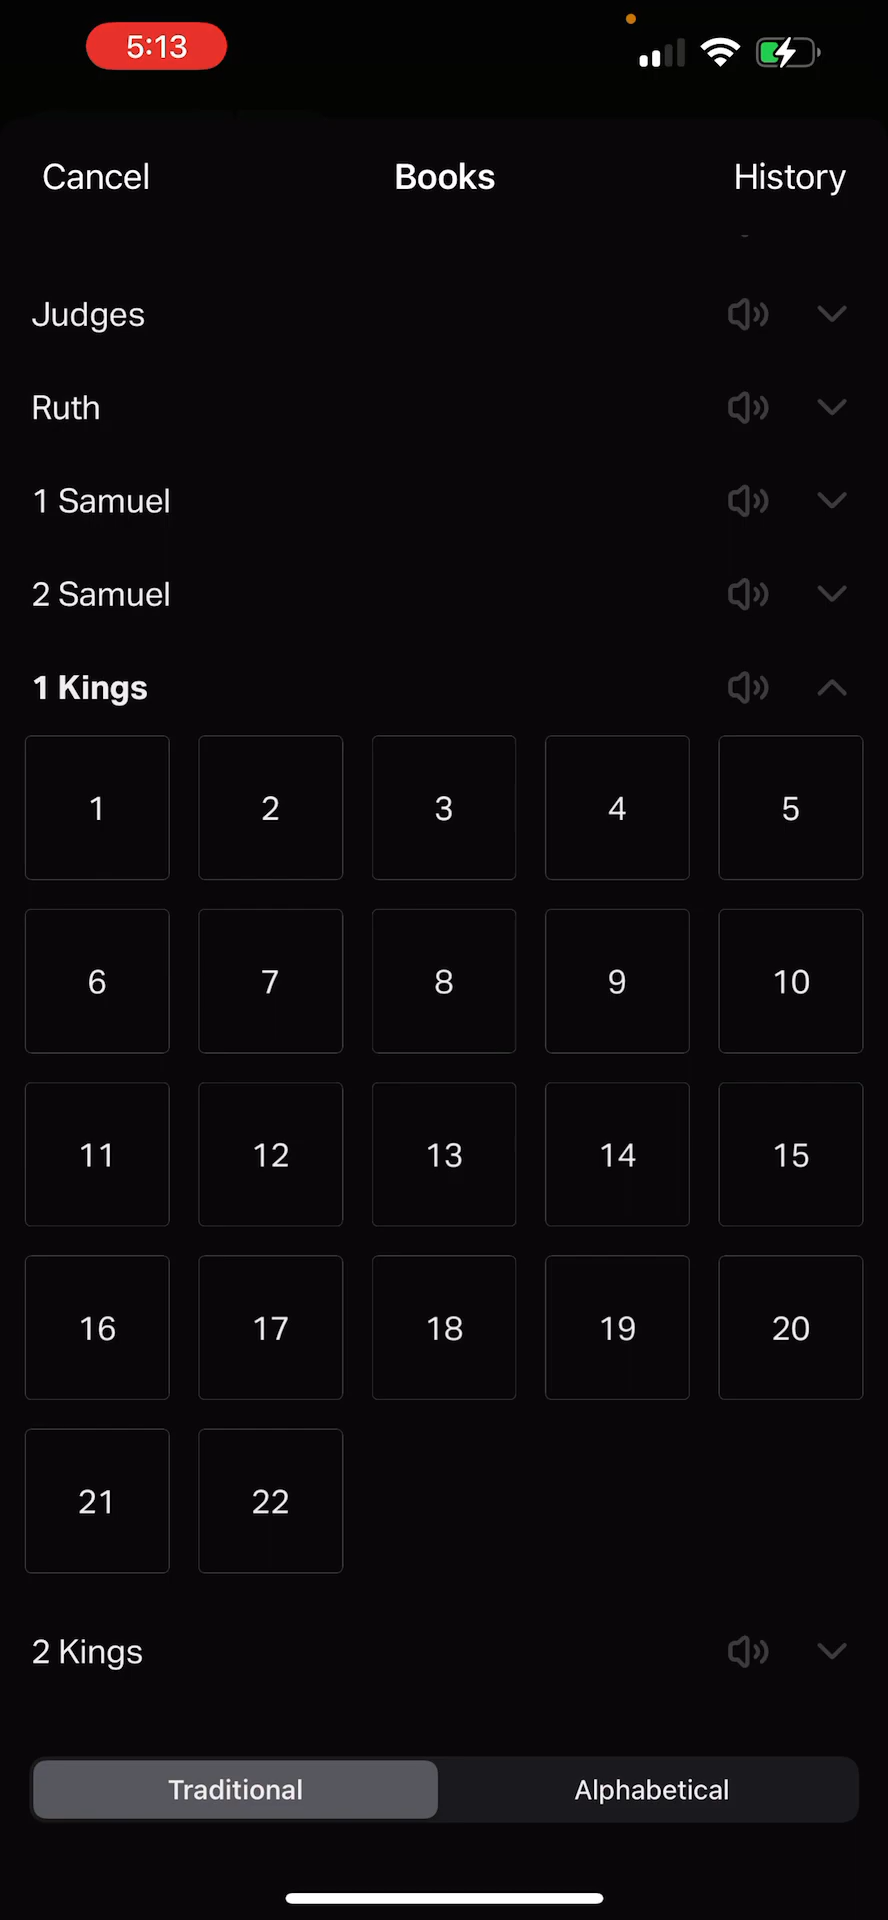 5:13
Cancel Books History
Judges
Ruth
1 Samuel
2 Samuel
1 Kings
1 2 3 4 5
6 7 8 9 10
11 12 13 14 15
16 17 18 19 20
21 22
2 Kings
Traditional Alphabetical